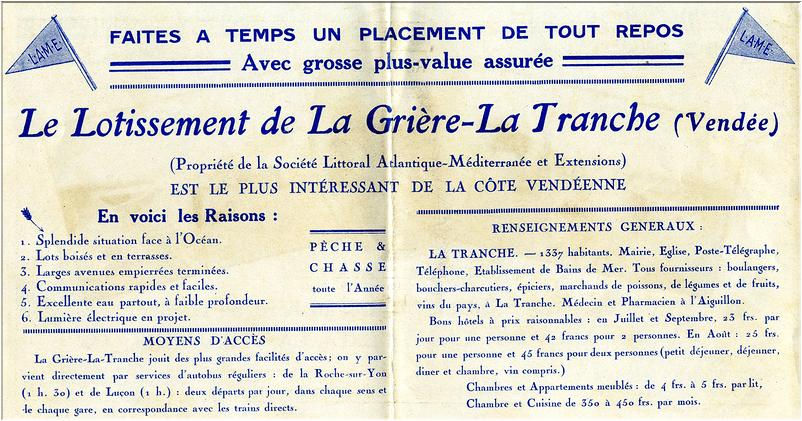 FAITES A TEMPS UN PLACEMENT DE TOUT REPOS
Avec grosse plus-value assurée
L.A.M.E
L.A.M.E
Le Lotissement de La Grière-La Tranche (Vendée)
(Propriété de la Société Littoral Atlantique-Méditerranée et Extensions)
EST LE PLUS INTÉRESSANT DE LA CÔTE VENDÉENNE
En voici les Raisons :
1. Splendide situation face à l'Océan.
2. Lots boisés et en terrasses.
3. Larges avenues empierrées terminées.
4. Communications rapides et faciles.
5. Excellente eau partout, à faible profondeur.
6. Lumière électrique en projet.
PÈCHE &
CHASSE
toute l'Année
MOYENS D'ACCÈS
La Grière-La-Tranche jouit des plus grandes facilités d'accès; on y par-
vient directement par services d'autobus réguliers : de la Roche-sur-Yon
(1 h. 30) et de Luçon (1 h.) : deux départs par jour, dans chaque sens et
de chaque gare, en correspondance avec les trains directs.
RENSEIGNEMENTS GENERAUX :
LA TRANCHE. — 1337 habitants. Mairie, Eglise, Poste-Télégraphe,
Téléphone, Etablissement de Bains de Mer. Tous fournisseurs : boulangers,
bouchers-charcutiers, épiciers, marchands de poissons, de légumes et de fruits,
vins du pays, à La Tranche. Médecin et Pharmacien à l'Aiguillon.
Bons hôtels à prix raisonnables : en Juillet et Septembre, 23 frs. par
jour pour une personne et 42 francs pour 2 personnes. En Août : 25 frs.
pour une personne et 45 francs pour deux personnes (petit déjeuner, déjeuner,
diner et chambre, vin compris.)
Chambres et Appartements meublés : de 4 frs. à 5 frs. par lit,
Chambre et Cuisine de 350 à 450 frs. par mois.